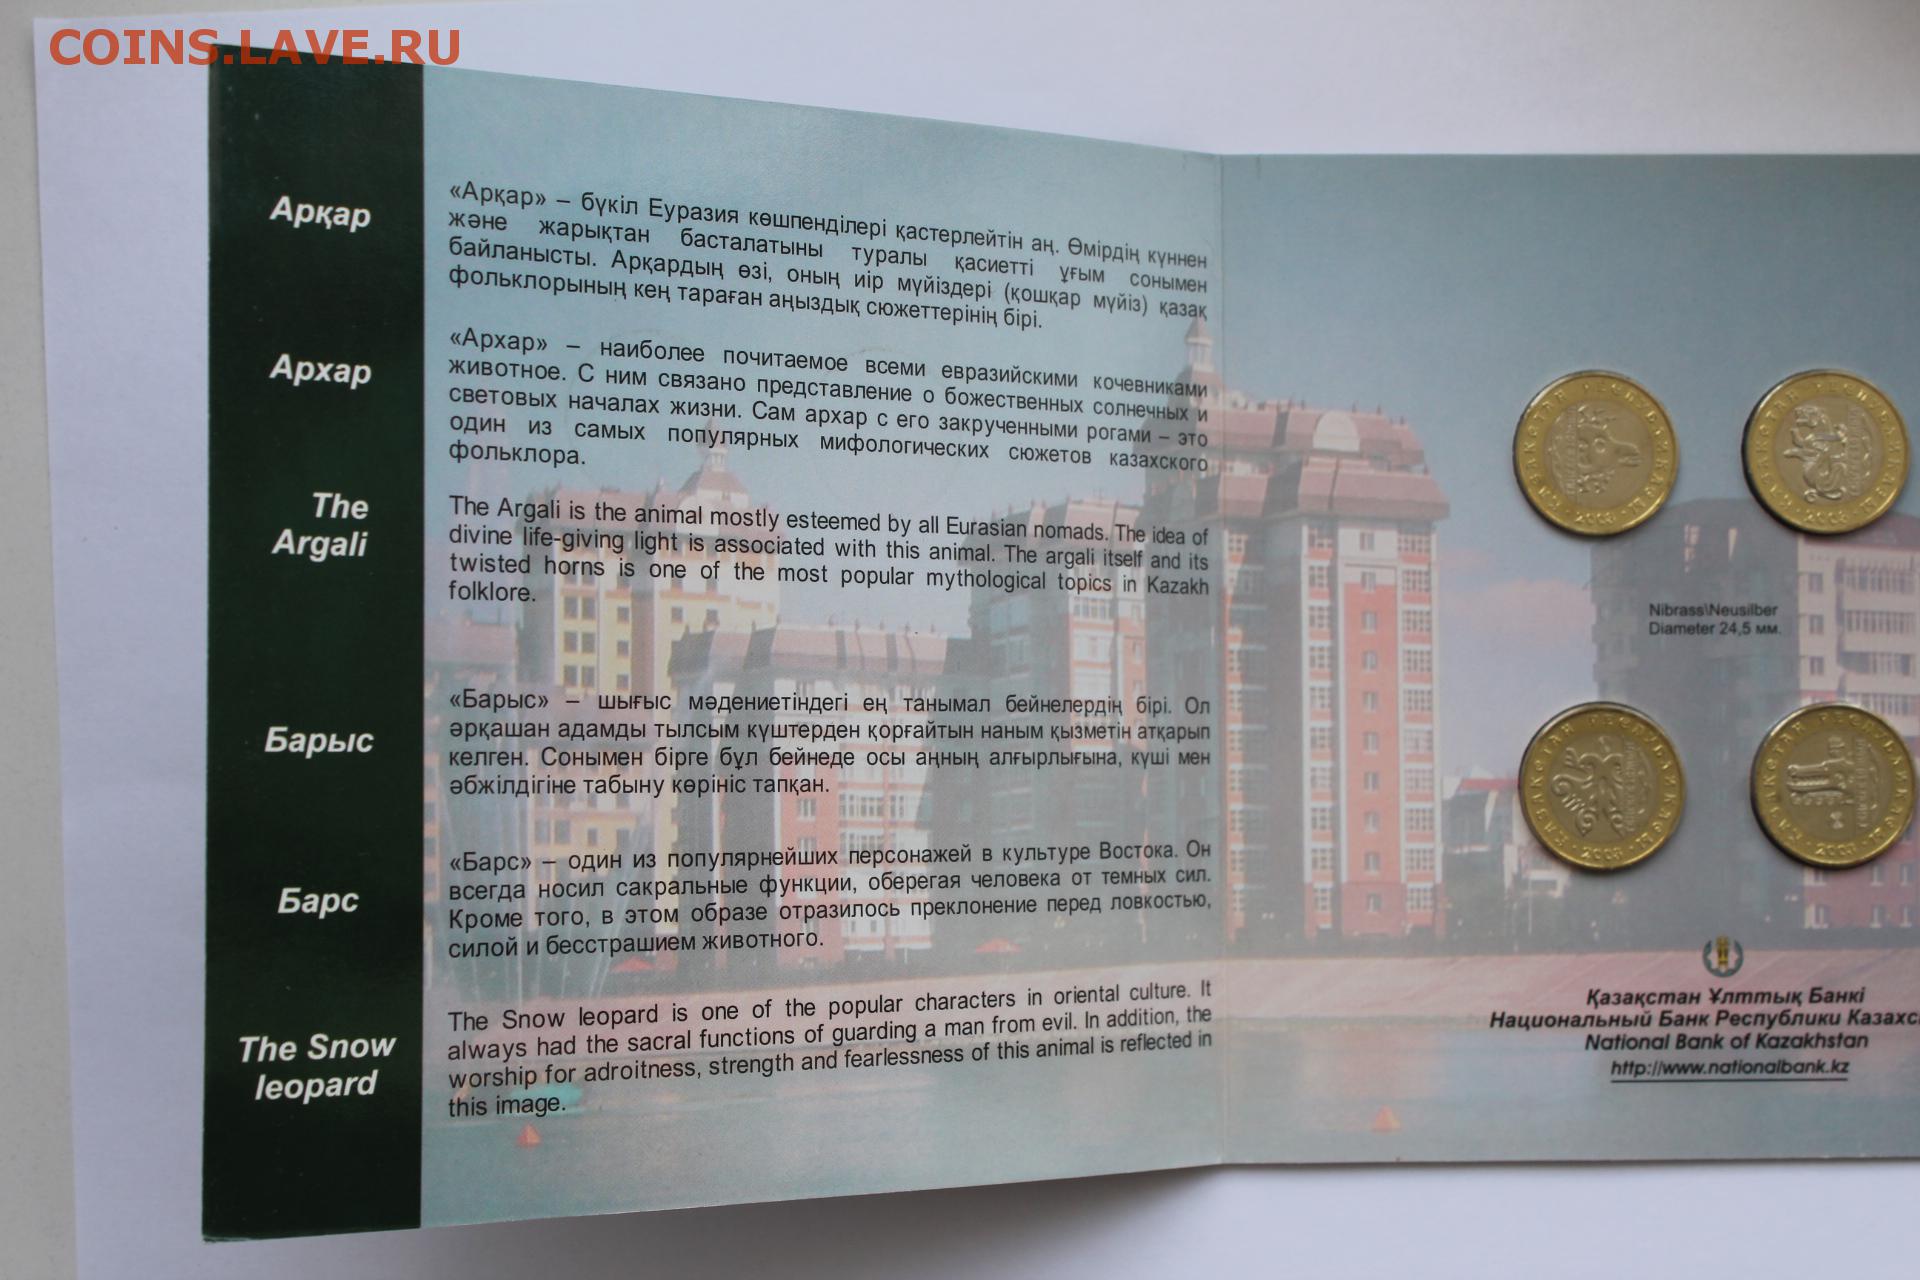 COINS.LAVE.RU
Арқар
«Арқар» – бүкіл Еуразия көшпенділері қастерлейтін аң. Өмірдің күннен
және жарықтан басталатыны туралы қасиетті ұғым сонымен
байланысты. Арқардың өзі, оның иір мүйіздері (қошқар мүйіз) қазақ
фольклорының кең тараған аңыздық сюжеттерінің бірі.
Архар
«Архар» – наиболее почитаемое всеми евразийскими кочевниками
животное. С ним связано представление о божественных солнечных и
световых началах жизни. Сам архар с его закрученными рогами – это
один из самых популярных мифологических сюжетов казахского
фольклора.
The
Argali
The Argali is the animal mostly esteemed by all Eurasian nomads. The idea of
divine life-giving light is associated with this animal. The argali itself and its
twisted horns is one of the most popular mythological topics in Kazakh
folklore.
Барыс
«Барыс» – шығыс мәдениетіндегі ең танымал бейнелердің бірі. Ол
әрқашан адамды тылсым күштерден қорғайтын наным қызметін атқарып
келген. Сонымен бірге бұл бейнеде осы аңның алғырлығына, күші мен
әбжілдігіне табыну көрініс тапқан.
Барс
«Барс» – один из популярнейших персонажей в культуре Востока. Он
всегда носил сакральные функции, оберегая человека от темных сил.
Кроме того, в этом образе отразилось преклонение перед ловкостью,
силой и бесстрашием животного.
The Snow
leopard
The Snow leopard is one of the popular characters in oriental culture. It
always had the sacral functions of guarding a man from evil. In addition, the
worship for adroitness, strength and fearlessness of this animal is reflected in
this image.
Nibrass\Neusilber
Diameter 24,5 мм.
Қазақстан Ұлттық Банкі
Национальный Банк Республики Казахс
National Bank of Kazakhstan
http://www.nationalbank.kz